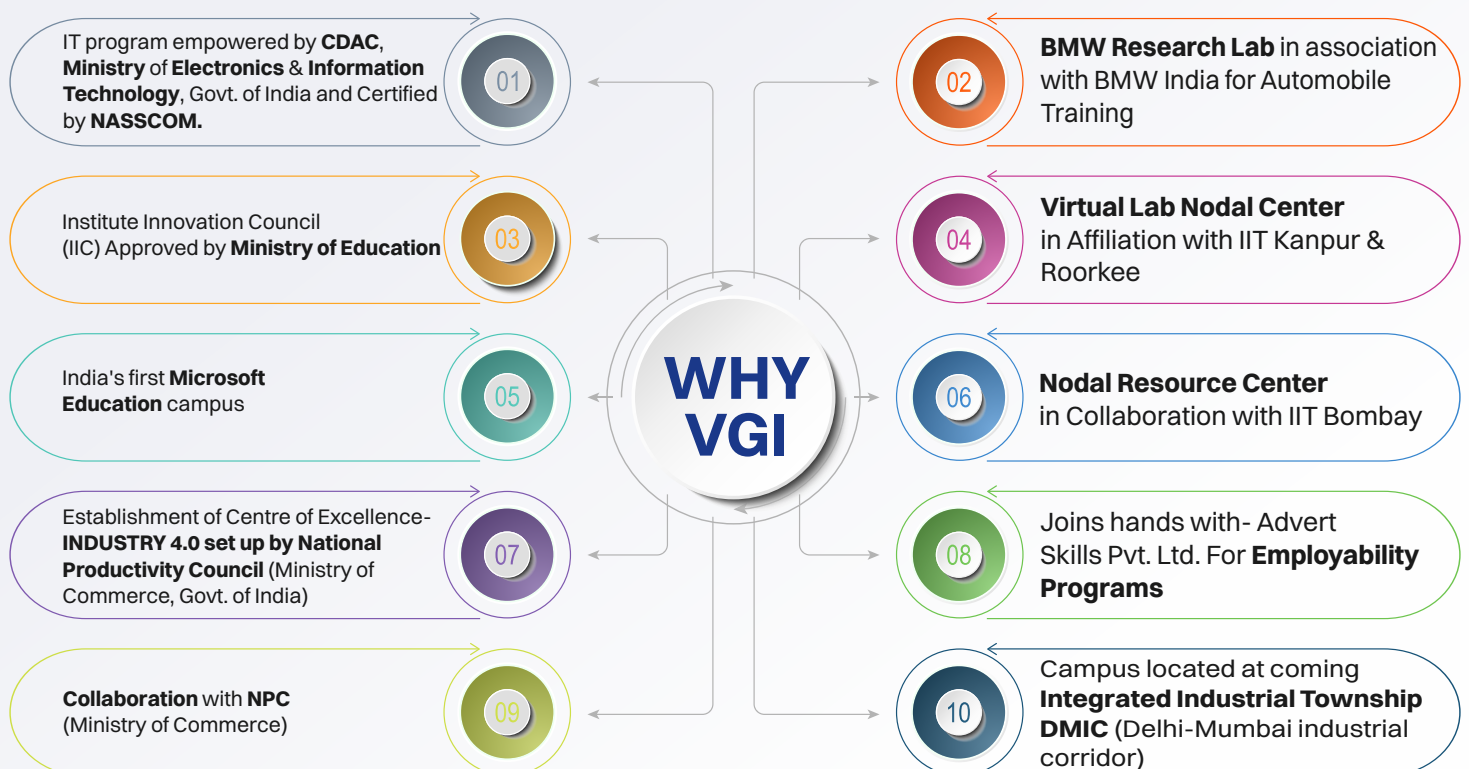 IT program empowered by CDAC,
Ministry of Electronics & Information
Technology, Govt. of India and Certified
by NASSCOM.
01
02
BMW Research Lab in association
with BMW India for Automobile
Training
Institute Innovation Council
(IIC) Approved by Ministry of Education
03
04
Virtual Lab Nodal Center
in Affiliation with IIT Kanpur &
Roorkee
WHY
VGI
India's first Microsoft
Education campus
05
06
Nodal Resource Center
in Collaboration with IIT Bombay
Establishment of Centre of Excellence-
INDUSTRY 4.0 set up by National
Productivity Council (Ministry of
Commerce, Govt. of India)
07
08
Joins hands with- Advert
Skills Pvt. Ltd. For Employability
Programs
Collaboration with NPC
(Ministry of Commerce)
09
10
Campus located at coming
Integrated Industrial Township
DMIC (Delhi-Mumbai industrial
corridor)